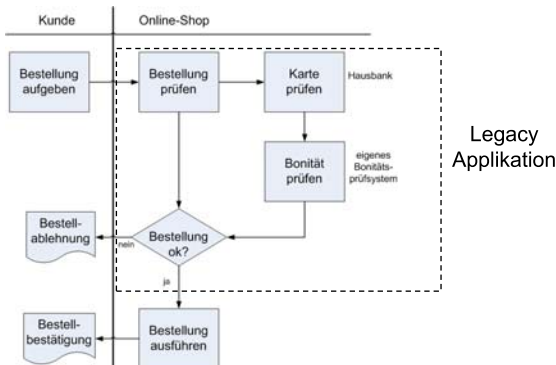 Kunde
Online-Shop
Bestellung
aufgeben
Bestellung
prüfen
Karte
prüfen
Hausbank
Legacy
Applikation
Bonität
prüfen
eigenes
Bonitäts-
prüfsystem
Bestell-
ablehnung
nein
Bestellung
ok?
ja
Bestell-
bestätigung
Bestellung
ausführen